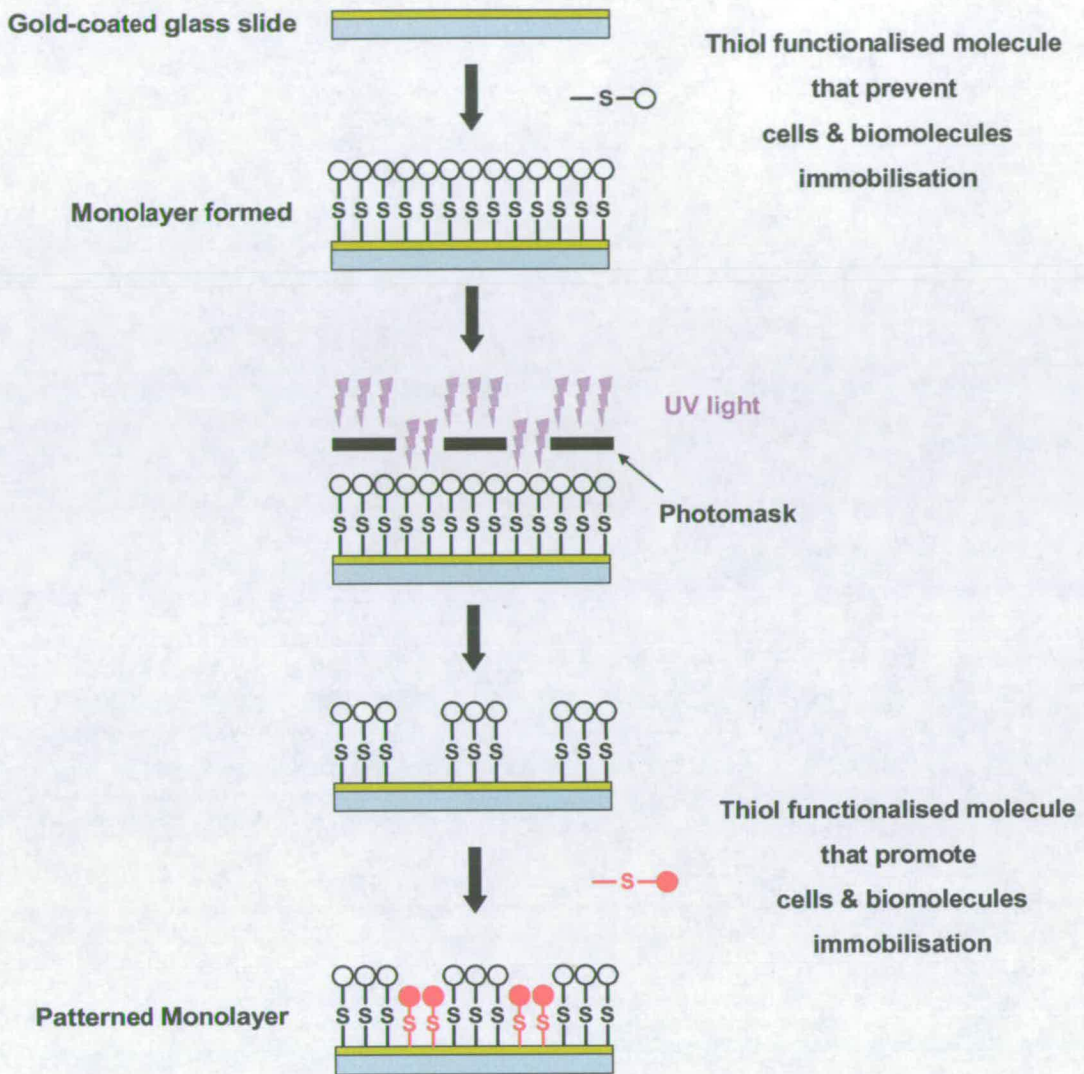 Gold-coated glass slide
Thiol functionalised molecule
that prevent
cells & biomolecules
immobilisation
S
Monolayer formed
S S S S S S S S S S S S S
UV light
Photomask
S S S S S S S S S S S S S
S S S S S S S S S
Thiol functionalised molecule
that promote
cells & biomolecules
immobilisation
S
Patterned Monolayer
S S S S S S S S S S S S S